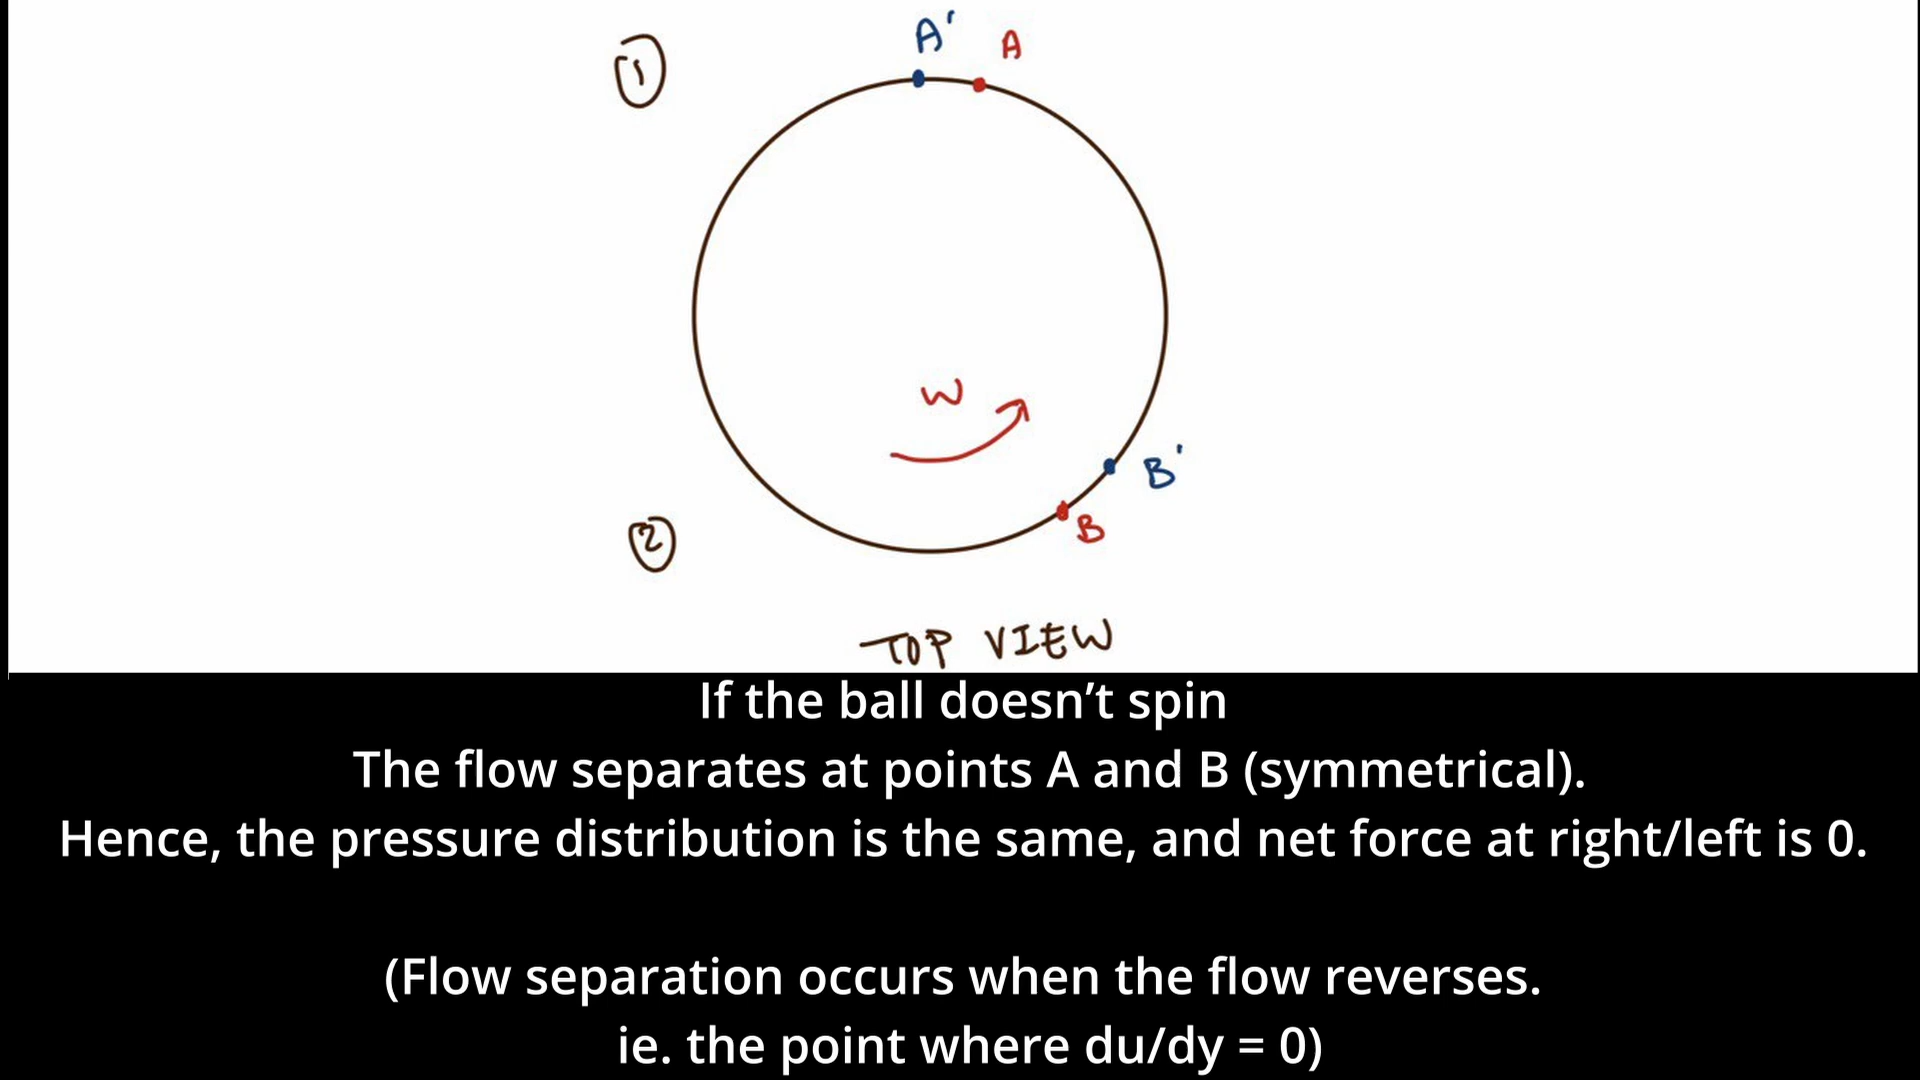 ① A' A
W
B'
② B
TOP VIEW
If the ball doesn’t spin
The flow separates at points A and B (symmetrical).
Hence, the pressure distribution is the same, and net force at right/left is 0.
(Flow separation occurs when the flow reverses.
ie. the point where du/dy = 0)